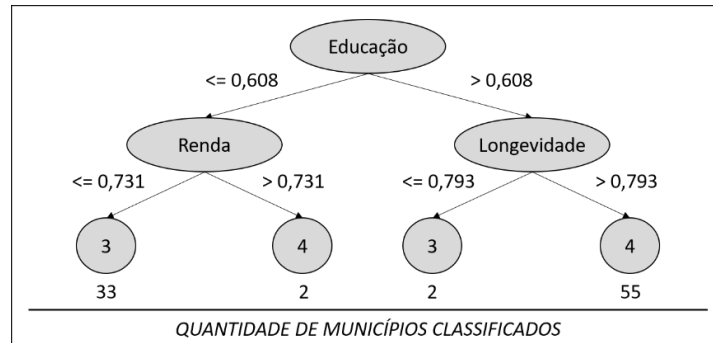 Educação
<= 0,608 > 0,608
Renda Longevidade
<= 0,731 > 0,731 <= 0,793 > 0,793
3 4 3 4
33 2 2 55
QUANTIDADE DE MUNICÍPIOS CLASSIFICADOS